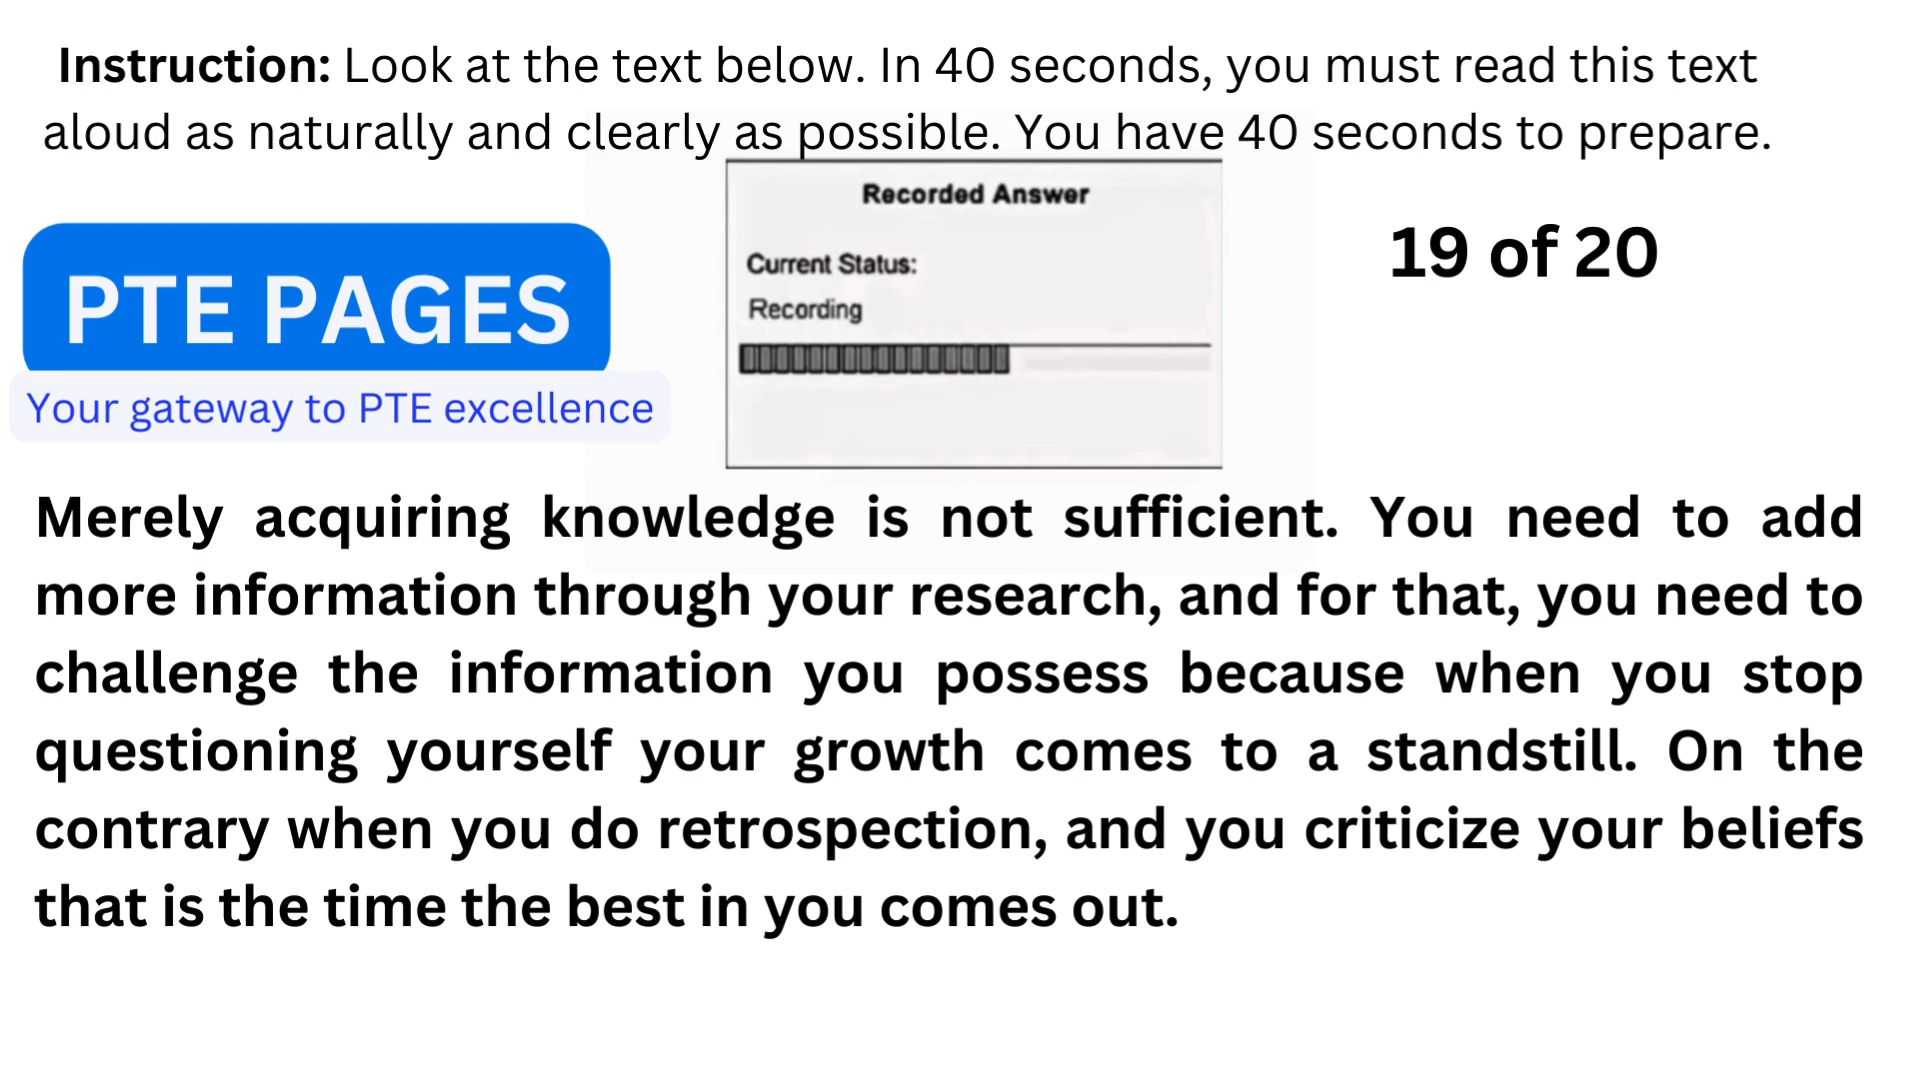 Instruction: Look at the text below. In 40 seconds, you must read this text
aloud as naturally and clearly as possible. You have 40 seconds to prepare.
Recorded Answer
Current Status:
Recording
19 of 20
PTE PAGES
Your gateway to PTE excellence
Merely acquiring knowledge is not sufficient. You need to add
more information through your research, and for that, you need to
challenge the information you possess because when you stop
questioning yourself your growth comes to a standstill. On the
contrary when you do retrospection, and you criticize your beliefs
that is the time the best in you comes out.